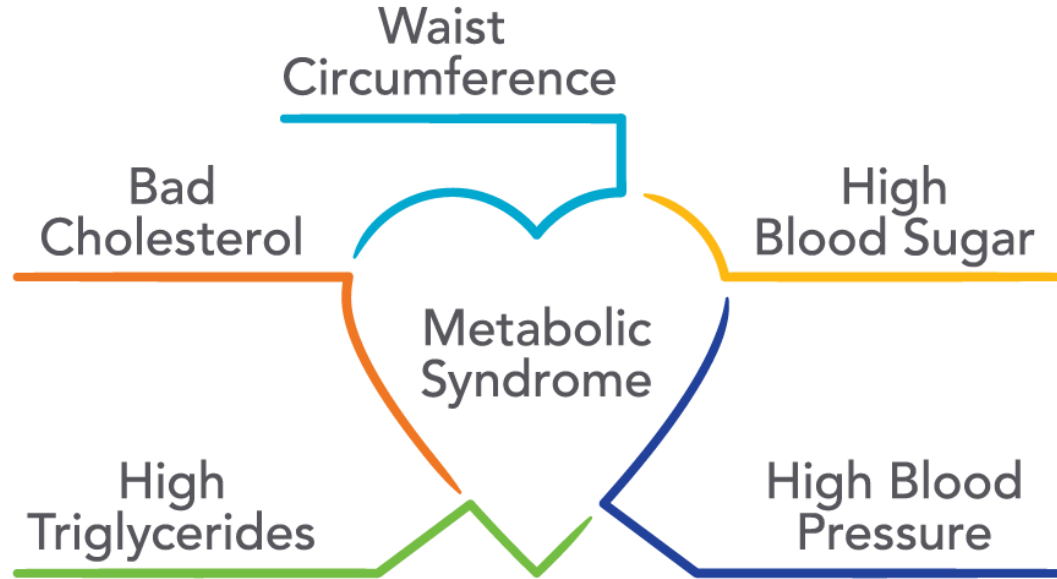 Waist
Circumference
Bad
Cholesterol
High
Blood Sugar
Metabolic
Syndrome
High
Triglycerides
High Blood
Pressure